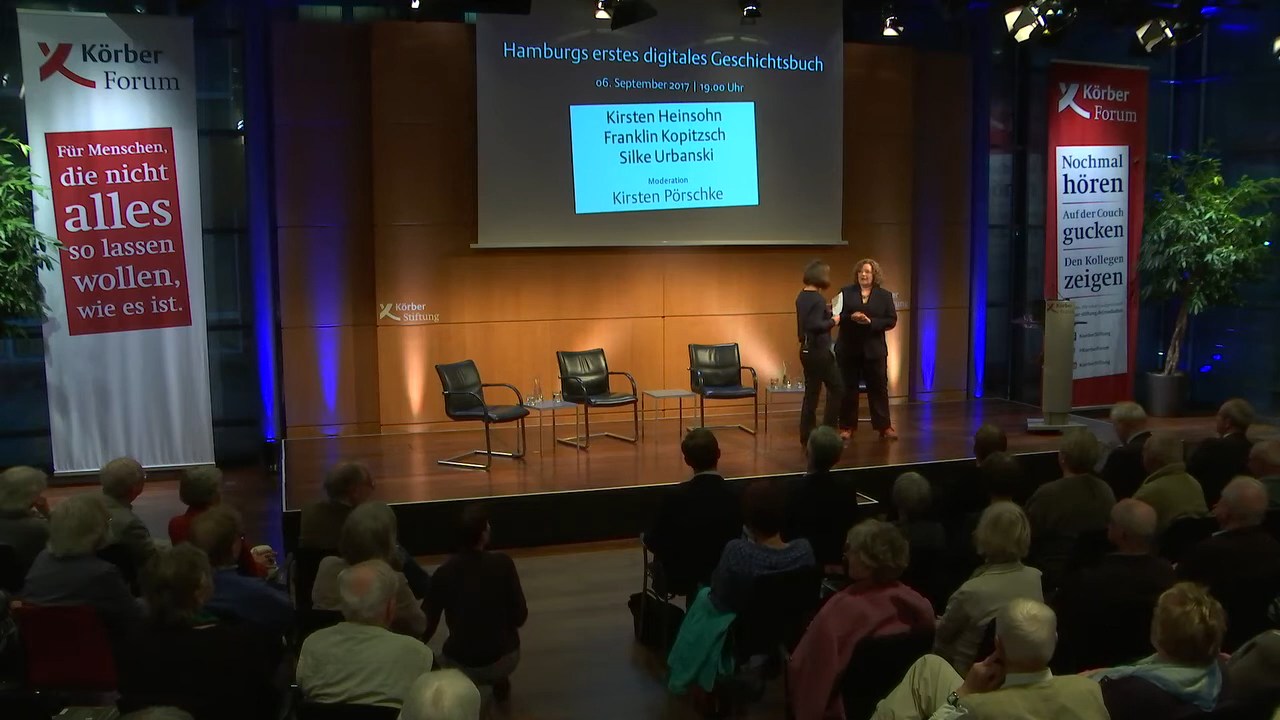 Körber
Forum
Für Menschen,
die nicht
alles
so lassen
wollen,
wie es ist.
Hamburgs erstes digitales Geschichtsbuch
06. September 2017 | 19.00 Uhr
Kirsten Heinsohn
Franklin Kopitzsch
Silke Urbanski
Moderation
Kirsten Pörschke
Körber
Stiftung
Körber
Forum
Nochmal
hören
Auf der Couch
gucken
Den Kollegen
zeigen